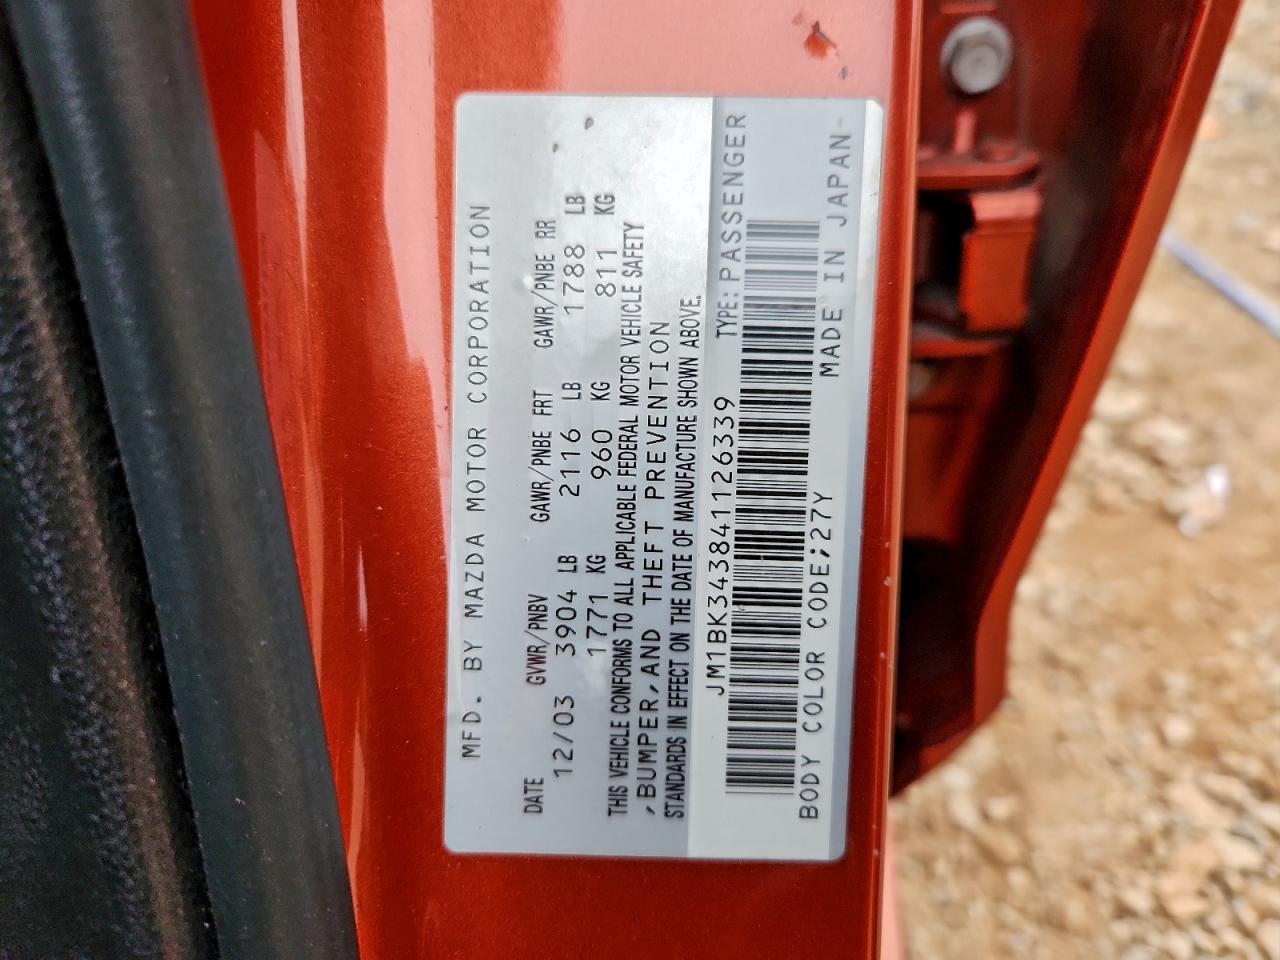 MFD. BY MAZDA MOTOR CORPORATION
DATE GVWR/PNBV GAWR/PNBE FRT GAWR/PNBE RR
12/03 3904 LB 2116 LB 1788 LB
1771 KG 960 KG 811 KG
THIS VEHICLE CONFORMS TO ALL APPLICABLE FEDERAL MOTOR VEHICLE SAFETY
,BUMPER,AND THEFT PREVENTION
STANDARDS IN EFFECT ON THE DATE OF MANUFACTURE SHOWN ABOVE.
JM1BK343841126339 TYPE:PASSENGER
BODY COLOR CODE;27Y MADE IN JAPAN